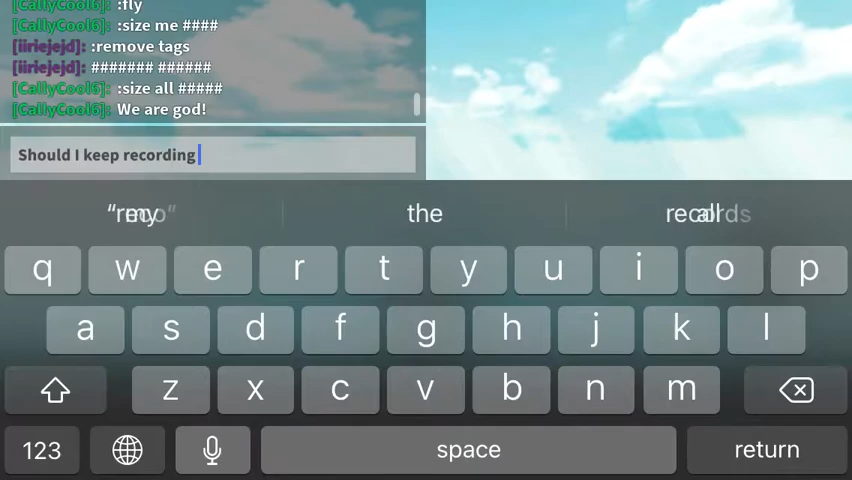 [CallyCool6]: :fly
[CallyCool6]: :size me ####
[iiriejejd]: :remove tags
[iiriejejd]: ####### ######
[CallyCool6]: :size all #####
[CallyCool6]: We are god!
Should I keep recording
the
q w e r t y u i o p
a s d f g h j k l
z x c v b n m
123 space return